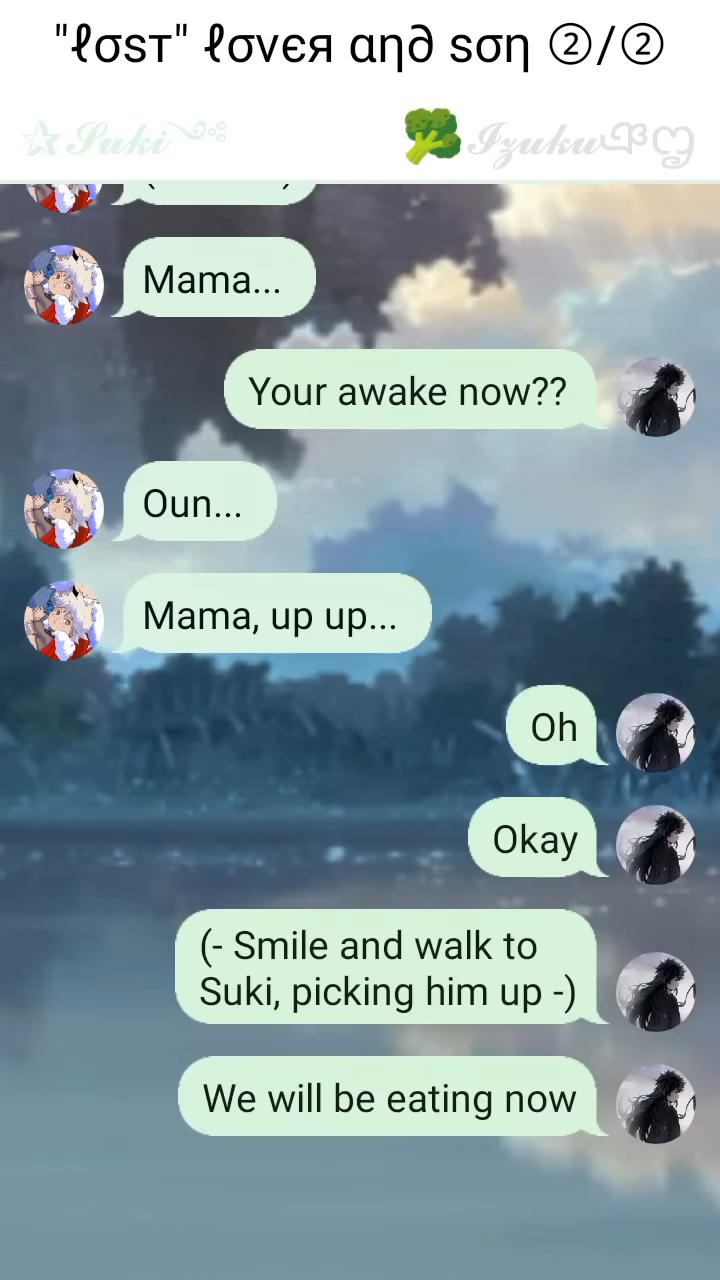 "ℓσѕт" ℓσνєя αη∂ ѕση ②/②
☆𝓢𝓾𝓴𝓲༄ 🥦𝓘𝔃𝓾𝓴𝓾
Mama...
Your awake now??
Oun...
Mama, up up...
Oh
Okay
(- Smile and walk to
Suki, picking him up -)
We will be eating now